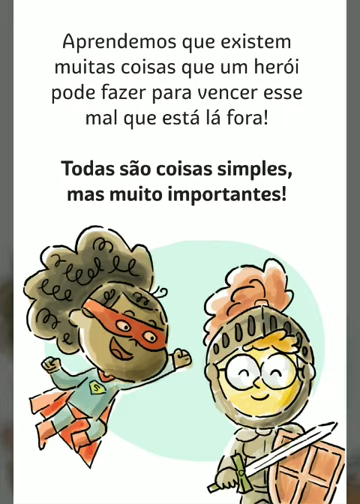 Aprendemos que existem
muitas coisas que um herói
pode fazer para vencer esse
mal que está lá fora!
Todas são coisas simples,
mas muito importantes!